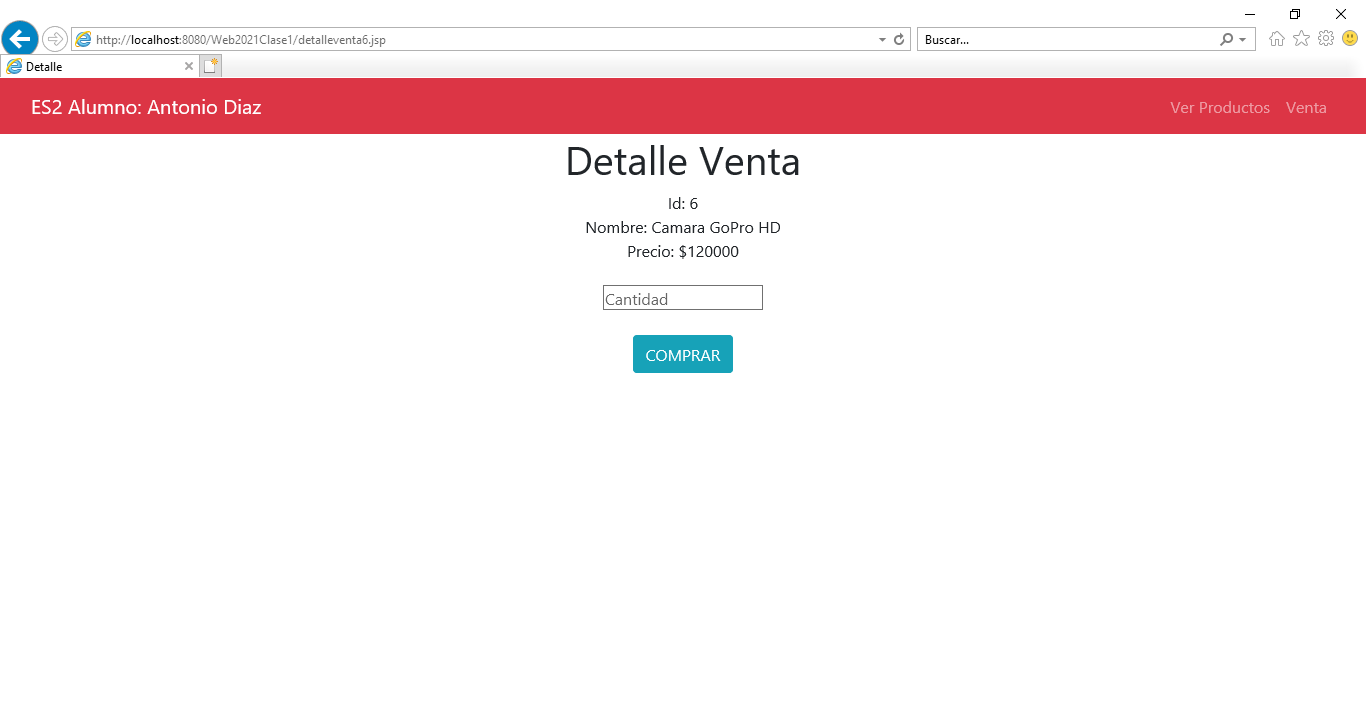 http://localhost:8080/Web2021Clase1/detalleventa6.jsp
Buscar...
Detalle
ES2 Alumno: Antonio Diaz
Ver Productos
Venta
Detalle Venta
Id: 6
Nombre: Camara GoPro HD
Precio: $120000
Cantidad
COMPRAR